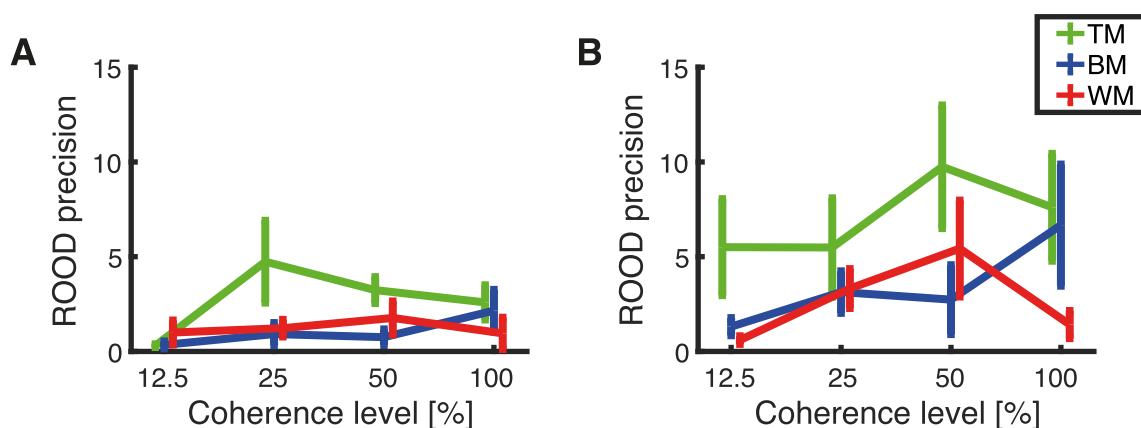 A
ROOD precision
15
10
5
0
12.5 25 50 100
Coherence level [%]
B
ROOD precision
15
10
5
0
12.5 25 50 100
Coherence level [%]
TM
BM
WM